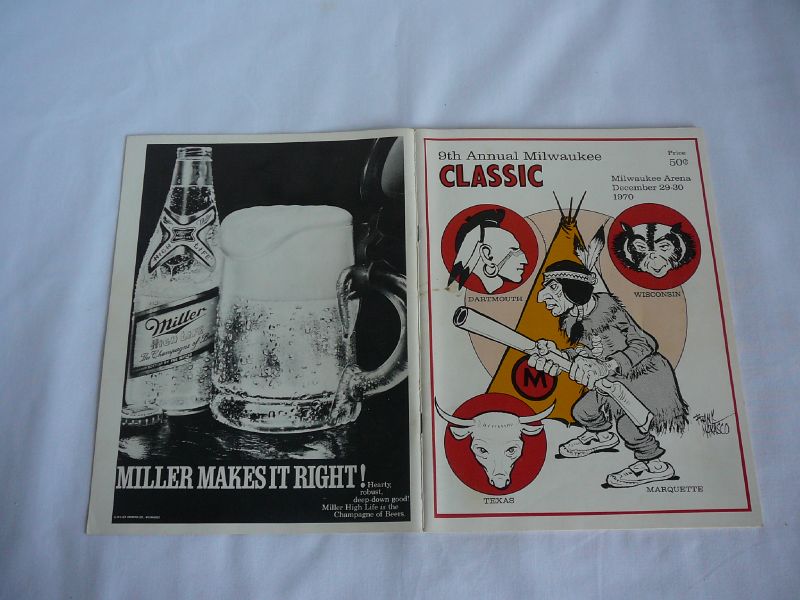 HIGH LIFE
Miller
HIGH LIFE
The Champagne of
MILLER MAKES IT RIGHT!
Hearty,
robust,
deep-down good!
Miller High Life is the
Champagne of Beers.
9th Annual Milwaukee
CLASSIC
Price
50¢
Milwaukee Arena
December 29-30
1970
DARTMOUTH
WISCONSIN
M
TEXAS
MARQUETTE